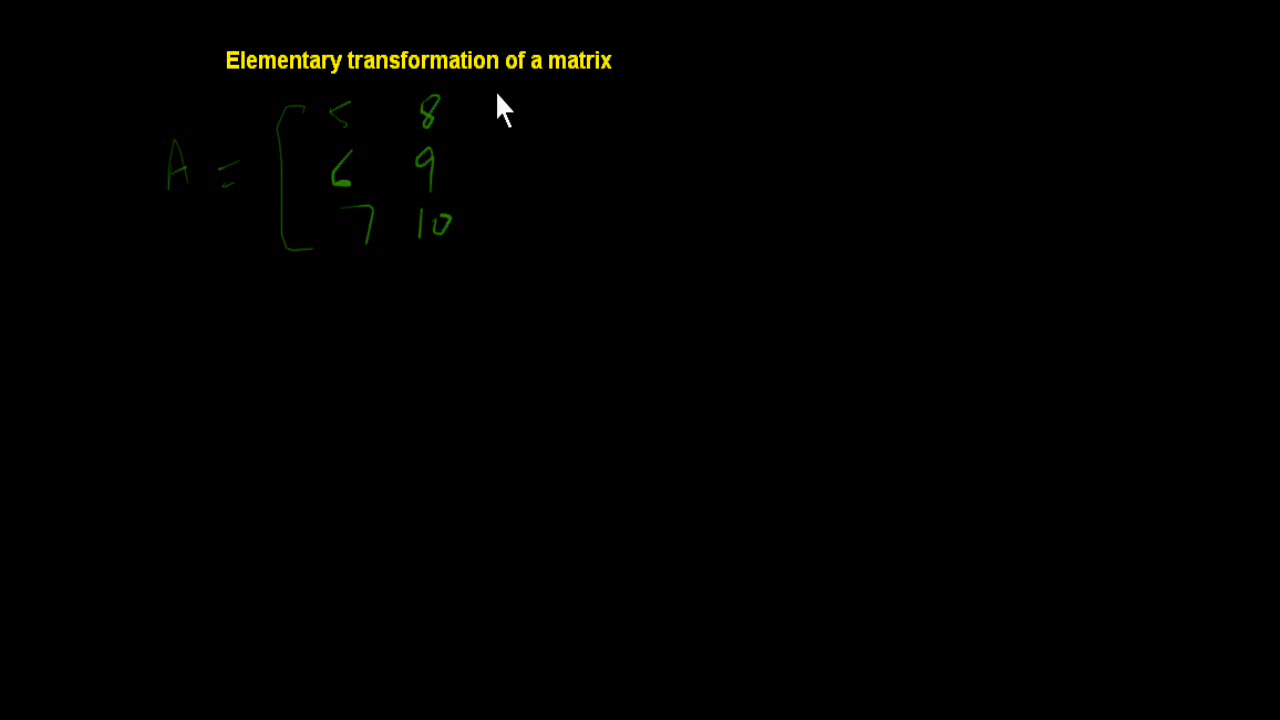 Elementary transformation of a matrix
5 8
A = [ 6 9
7 10